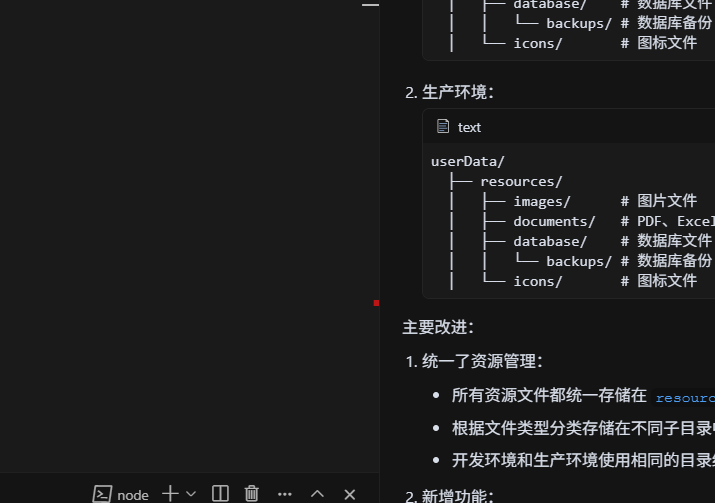 │   ├── database/    # 数据库文件
│   │   └── backups/ # 数据库备份
│   └── icons/       # 图标文件
2. 生产环境：
text
userData/
├── resources/
│   ├── images/      # 图片文件
│   ├── documents/   # PDF、Excel
│   ├── database/    # 数据库文件
│   │   └── backups/ # 数据库备份
│   └── icons/       # 图标文件
主要改进：
1. 统一了资源管理：
• 所有资源文件都统一存储在 resourc
• 根据文件类型分类存储在不同子目录中
• 开发环境和生产环境使用相同的目录结
2. 新增功能：
node